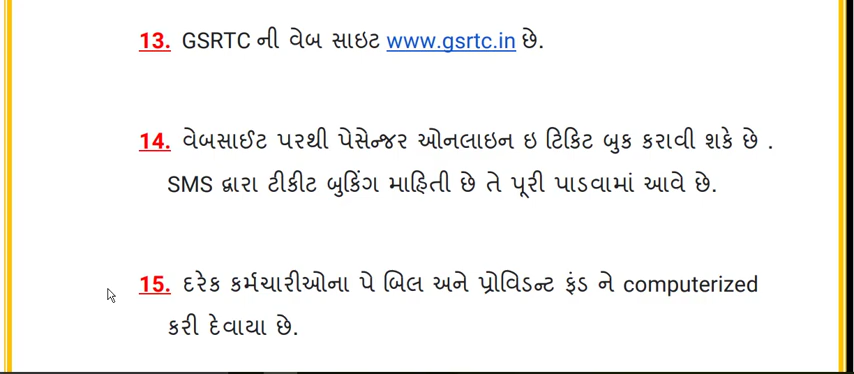 13. GSRTC ની વેબ સાઇટ www.gsrtc.in છે.
14. વેબસાઈટ પરથી પેસેન્જર ઓનલાઇન ઇ ટિકિટ બુક કરાવી શકે છે .
SMS દ્વારા ટીકીટ બુકિંગ માહિતી છે તે પૂરી પાડવામાં આવે છે.
15. દરેક કર્મચારીઓના પે બિલ અને પ્રોવિડન્ટ ફંડ ને computerized
કરી દેવાયા છે.